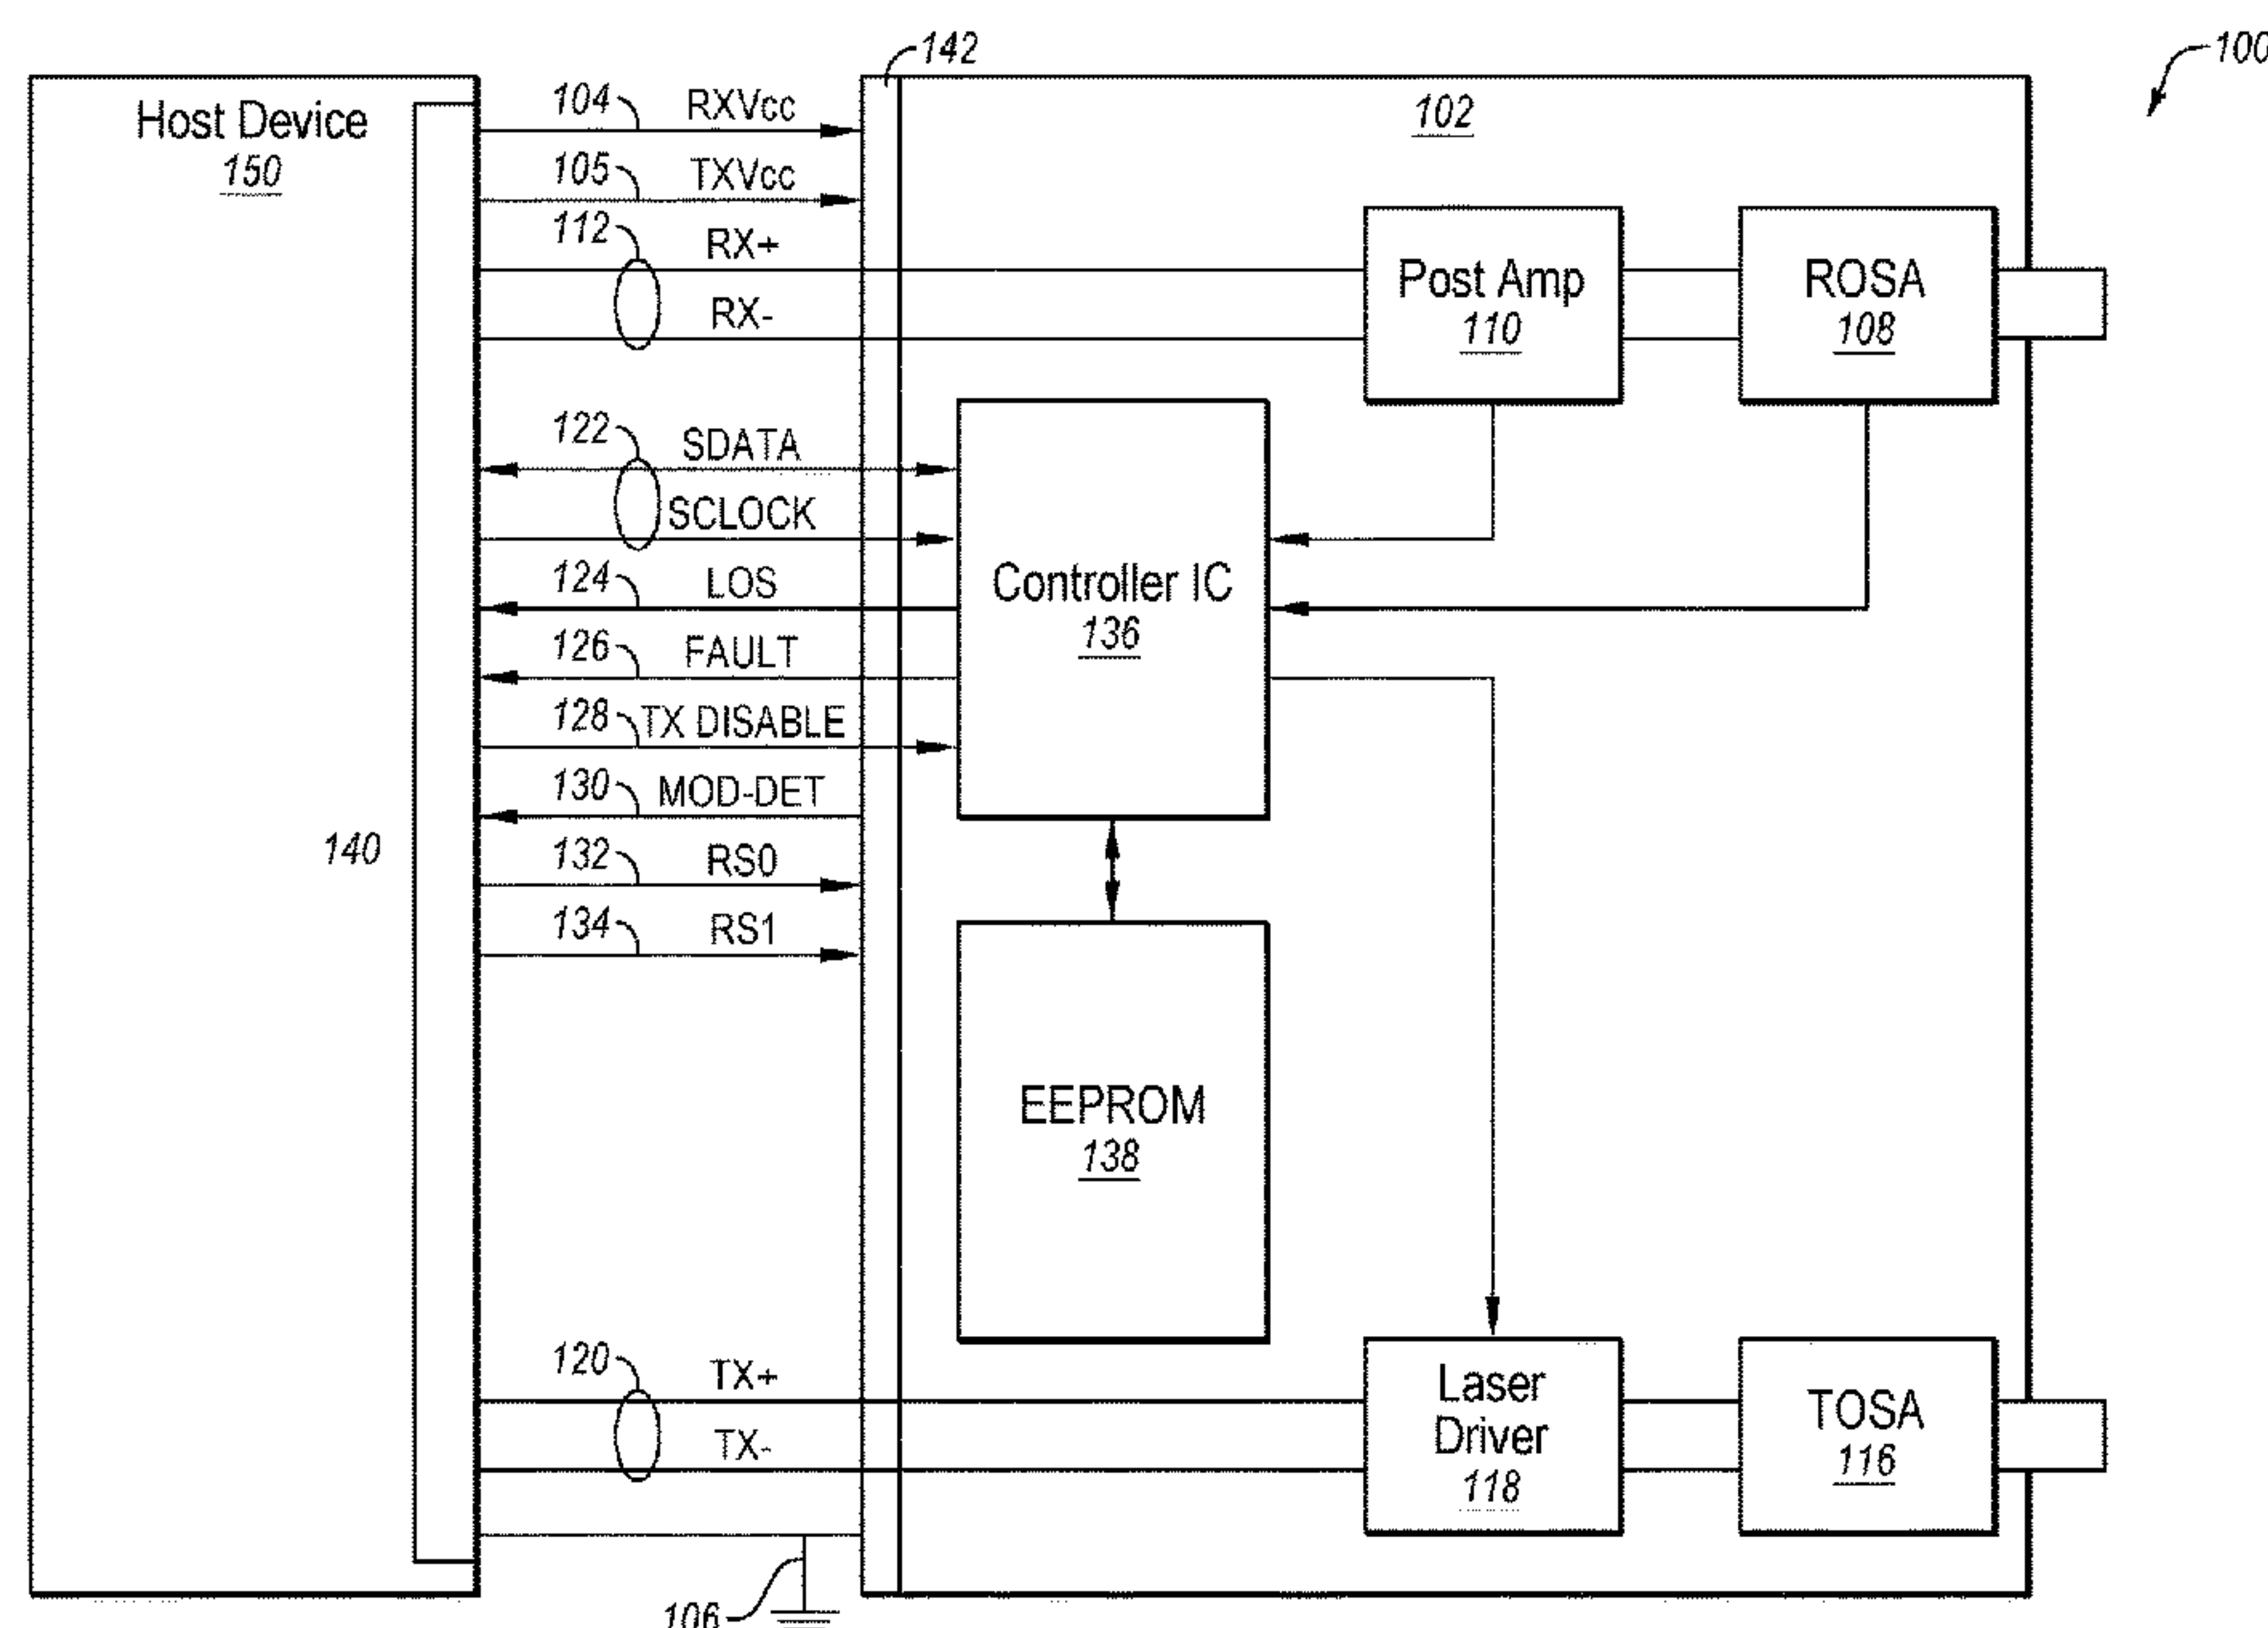 142
100
Host Device
150
104 RXVcc
102
105 TXVcc
112 RX+
RX-
Post Amp
110
ROSA
108
122 SDATA
SCLOCK
124 LOS
Controller IC
136
126 FAULT
128 TX DISABLE
130 MOD-DET
140
132 RS0
134 RS1
EEPROM
138
120 TX+
TX-
Laser
Driver
118
TOSA
116
106